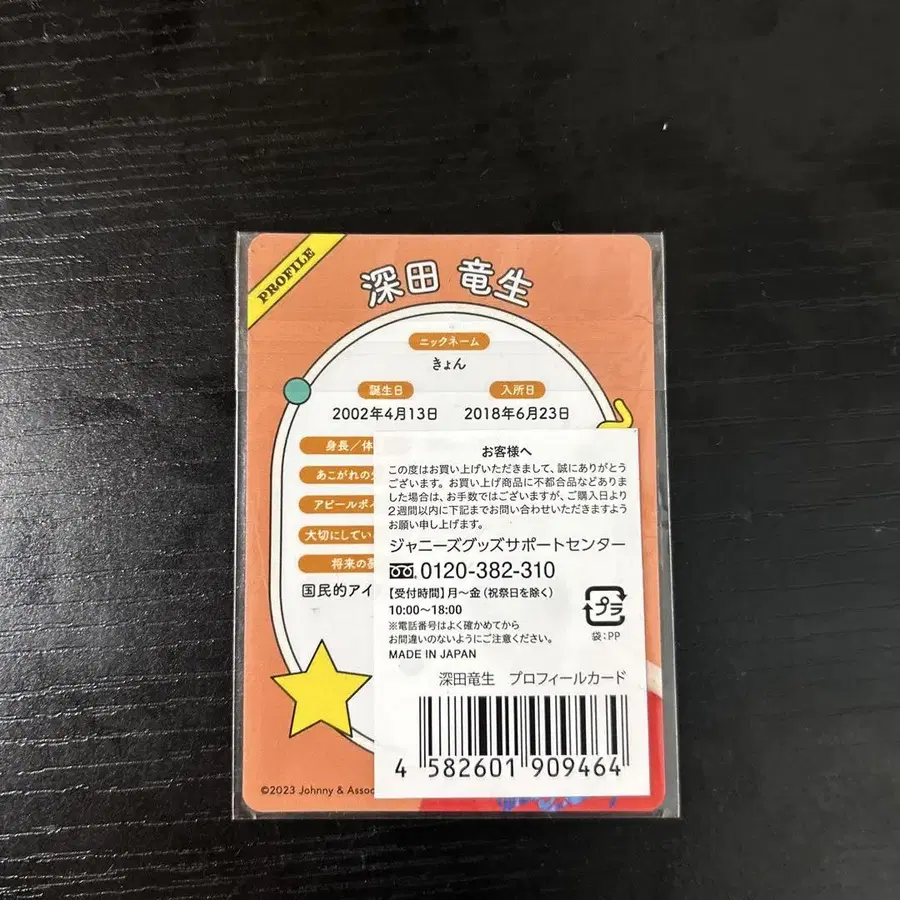 PROFILE
深田 竜生
ニックネーム
きょん
誕生日 入所日
2002年4月13日 2018年6月23日
身長/体
あこがれの
アピールポ
大切にしてい
将来の
国民的アイ
お客様へ
この度はお買い上げいただきまして、誠にありがとう
ございます。お買い上げ商品に不都合品などあり
ました場合は、お手数ではございますが、ご購入日より
2週間以内に下記までお問い合わせいただきますよう
お願い申し上げます。
ジャニーズグッズサポートセンター
0120-382-310
【受付時間】月~金(祝祭日を除く)
10:00~18:00
※電話番号はよく確かめてから
お間違いのないようにご注意ください。
MADE IN JAPAN
プラ
袋:PP
深田竜生 プロフィールカード
4 582601 909464
©2023 Johnny & Assoc